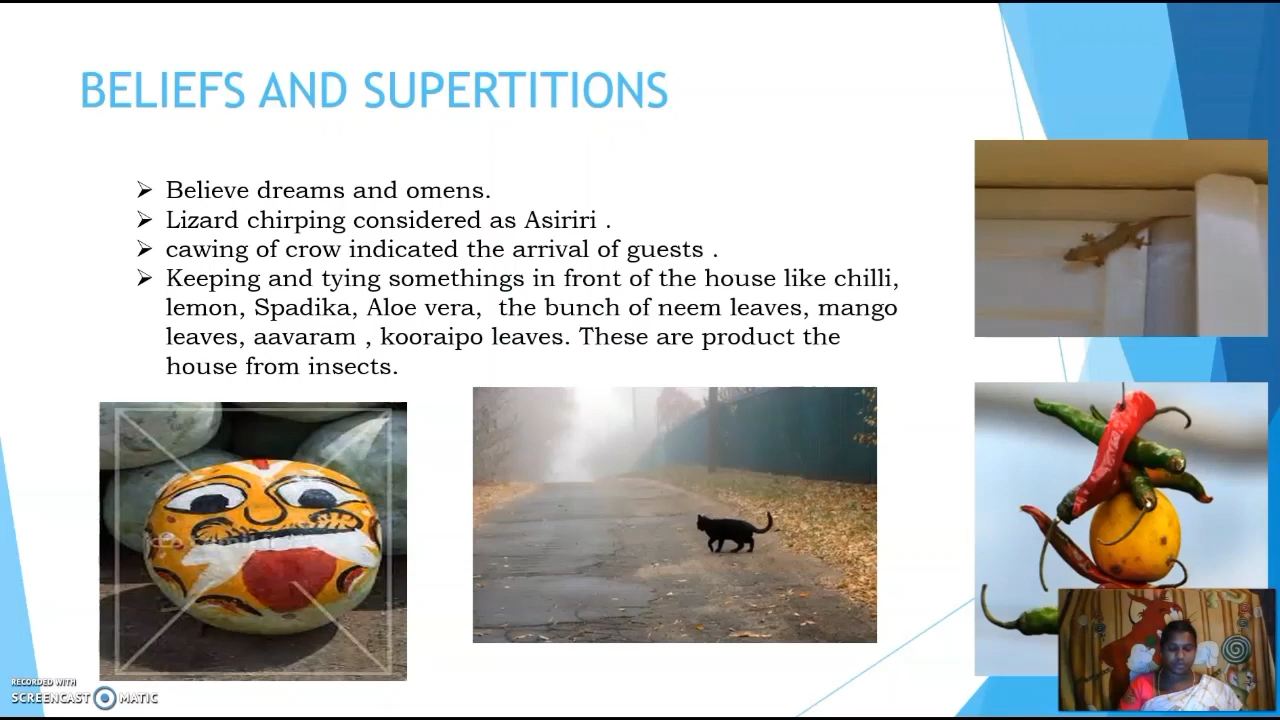 BELIEFS AND SUPERTITIONS
➢ Believe dreams and omens.
➢ Lizard chirping considered as Asiriri .
➢ cawing of crow indicated the arrival of guests .
➢ Keeping and tying somethings in front of the house like chilli,
lemon, Spadika, Aloe vera, the bunch of neem leaves, mango
leaves, aavaram , kooraipo leaves. These are product the
house from insects.
RECORDED WITH
SCREENCAST MATIC